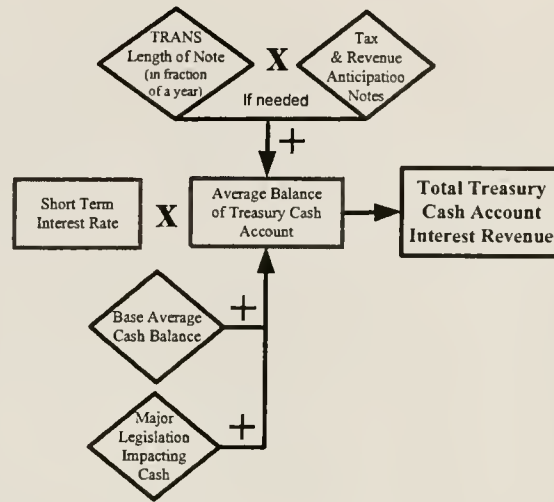 TRANS
Length of Note
(in fraction
of a year)
X
Tax
& Revenue
Anticipation
Notes
If needed
+
Short Term
Interest Rate
X
Average Balance
of Treasury Cash
Account
Total Treasury
Cash Account
Interest Revenue
Base Average
Cash Balance
+
Major
Legislation
Impacting
Cash
+